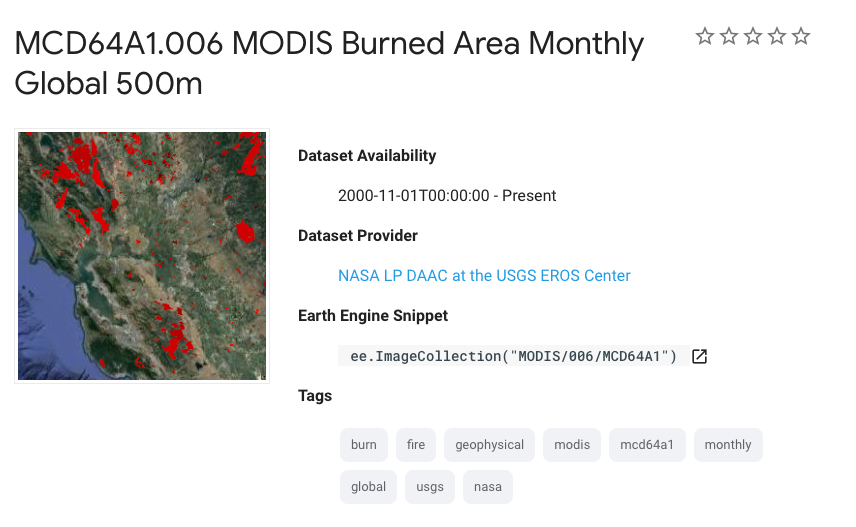 MCD64A1.006 MODIS Burned Area Monthly
Global 500m
Dataset Availability
2000-11-01T00:00:00 - Present
Dataset Provider
NASA LP DAAC at the USGS EROS Center
Earth Engine Snippet
ee.ImageCollection("MODIS/006/MCD64A1")
Tags
burn fire geophysical modis mcd64a1 monthly
global usgs nasa